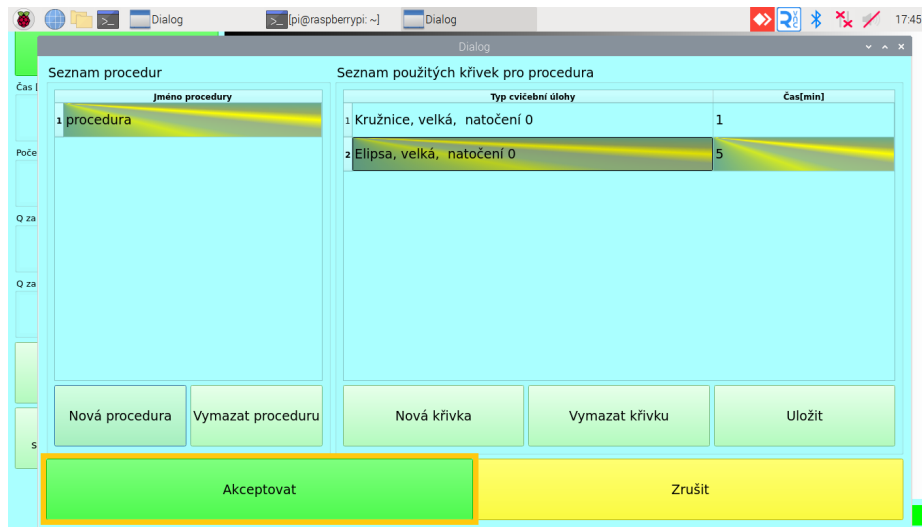 Dialog
[pi@raspberrypi: ~]
Dialog
17:45
Dialog
Seznam procedur
Seznam použitých křivek pro procedura
Čas [
Jméno procedury
Typ cvičební úlohy
Čas[min]
1 procedura
1 Kružnice, velká, natočení 0
1
Poče
2 Elipsa, velká, natočení 0
5
Q za
Q za
Nová procedura
Vymazat proceduru
Nová křivka
Vymazat křivku
Uložit
s
Akceptovat
Zrušit